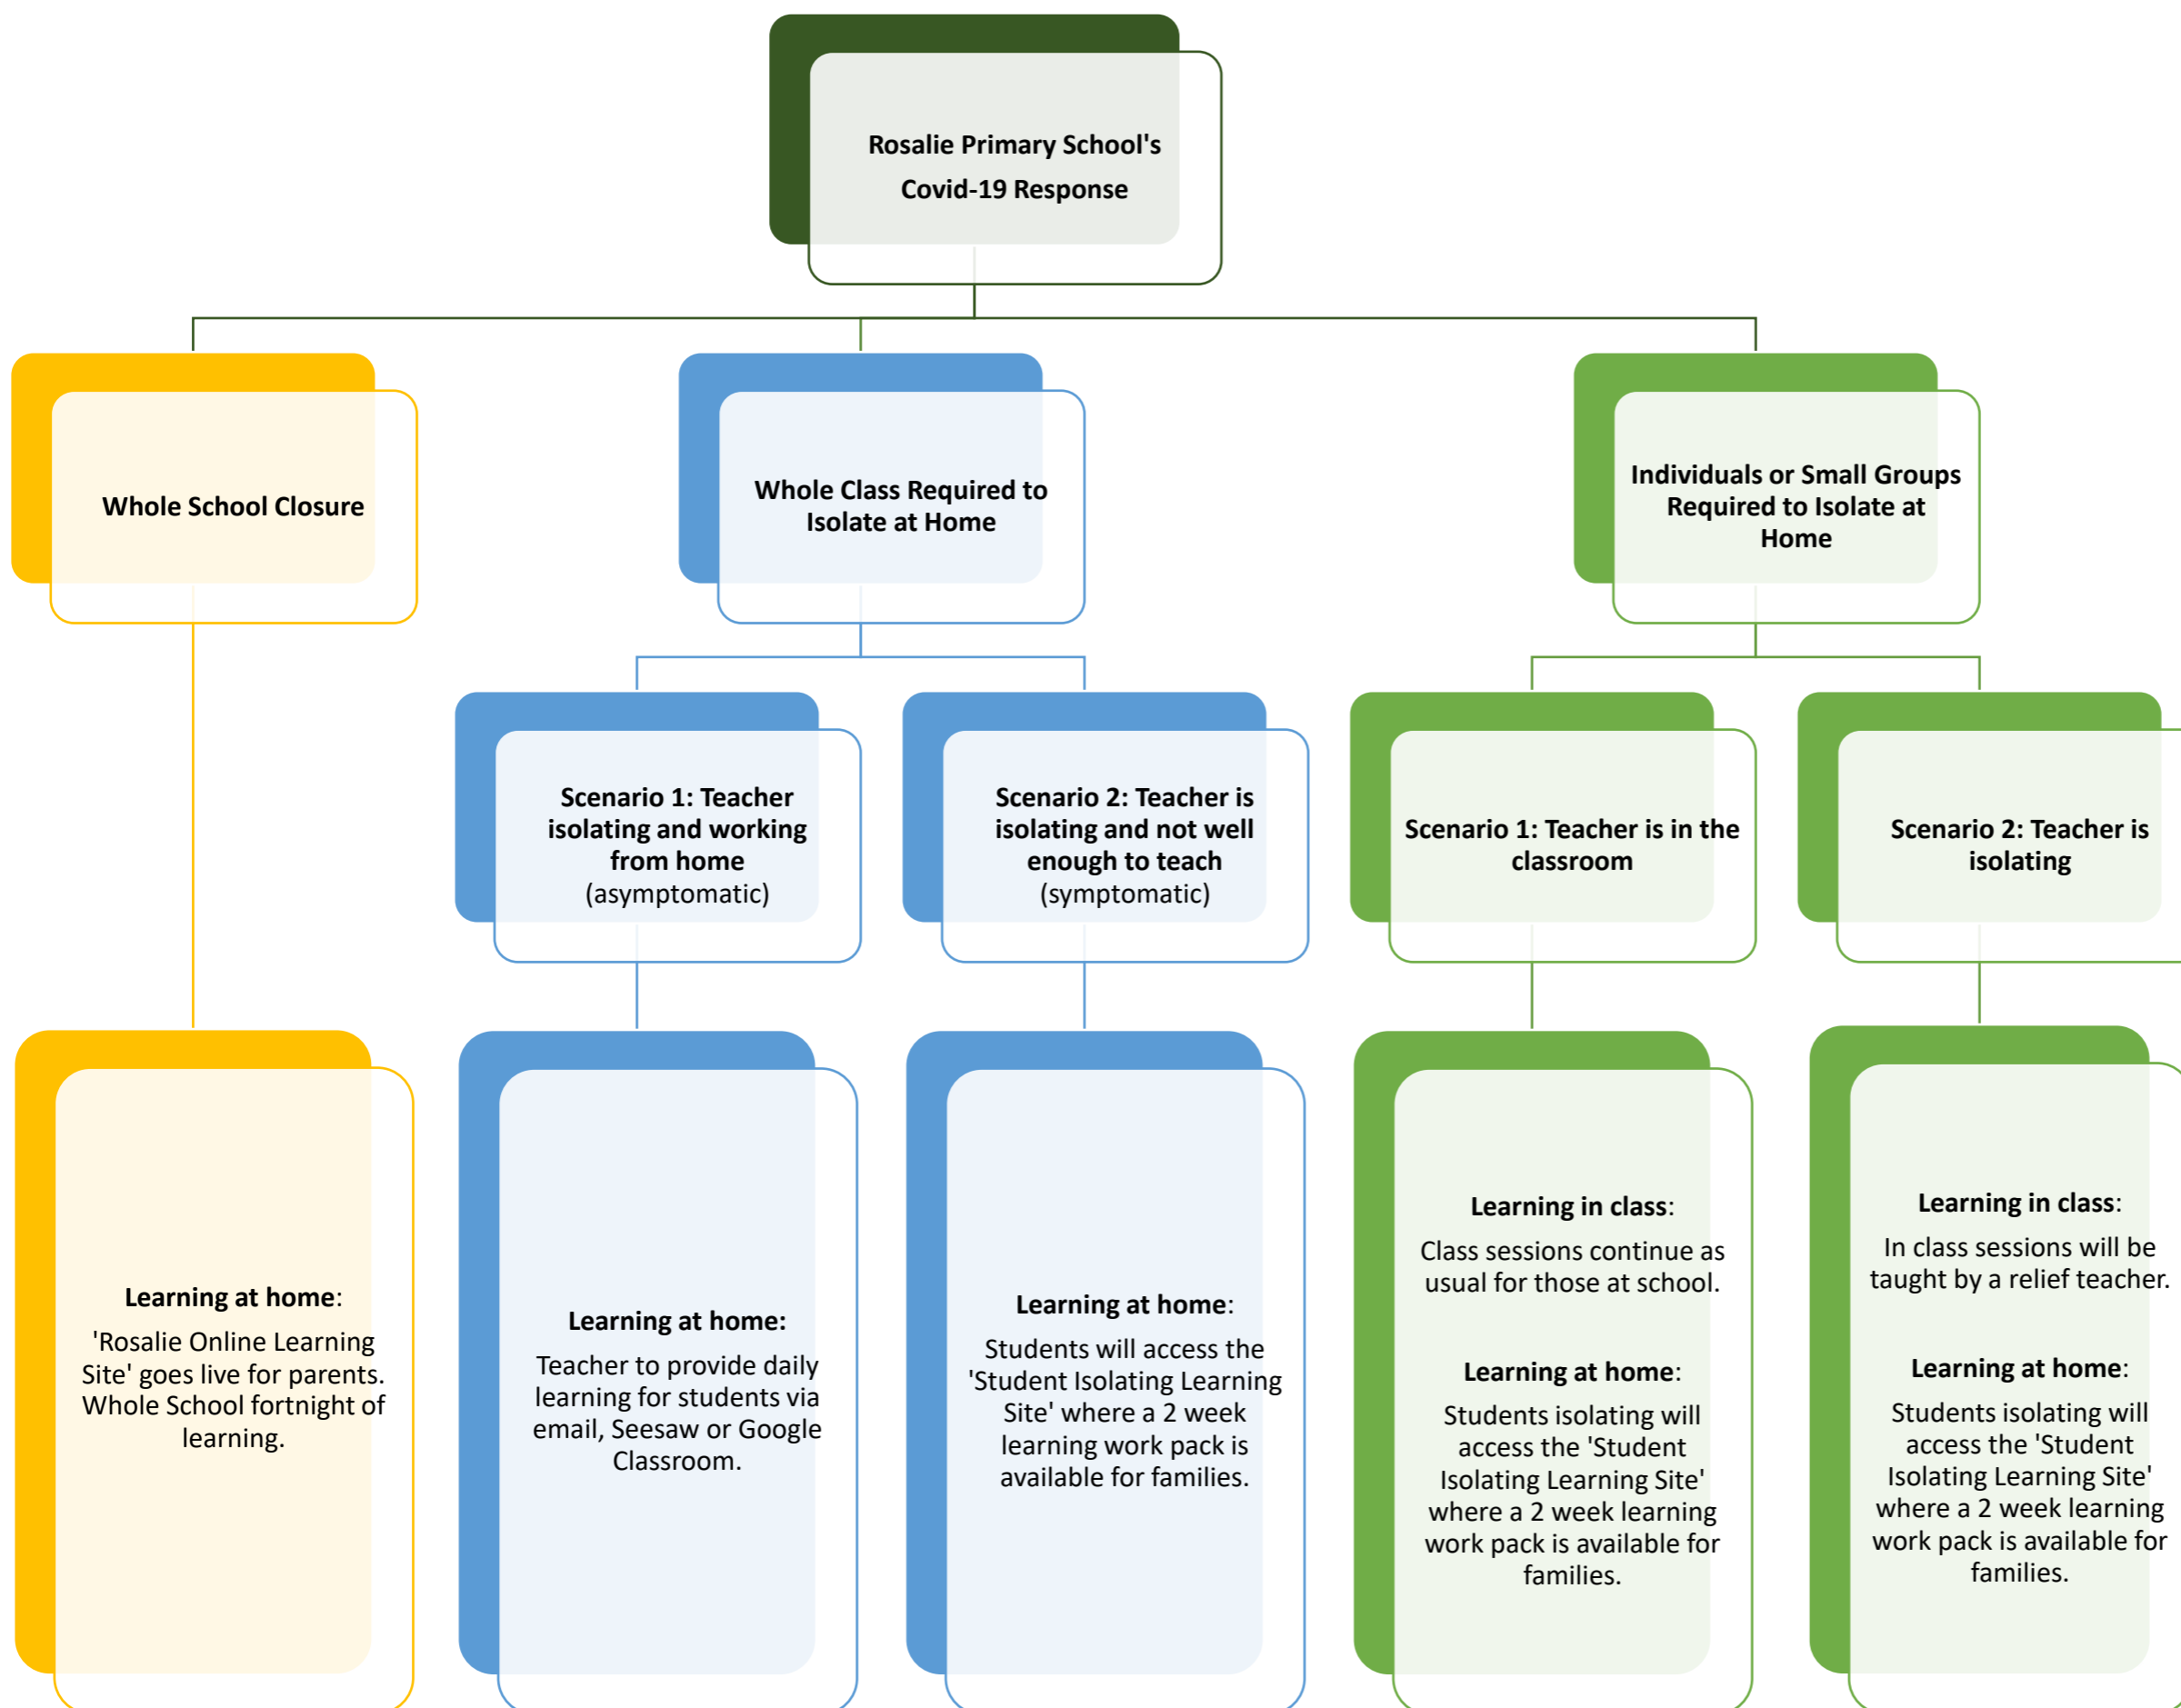 Rosalie Primary School's
Covid-19 Response
Whole School Closure
Whole Class Required to
Isolate at Home
Individuals or Small Groups
Required to Isolate at
Home
Scenario 1: Teacher
isolating and working
from home
(asymptomatic)
Scenario 2: Teacher is
isolating and not well
enough to teach
(symptomatic)
Scenario 1: Teacher is in the
classroom
Scenario 2: Teacher is
isolating
Learning at home:
'Rosalie Online Learning
Site' goes live for parents.
Whole School fortnight of
learning.
Learning at home:
Teacher to provide daily
learning for students via
email, Seesaw or Google
Classroom.
Learning at home:
Students will access the
'Student Isolating Learning
Site' where a 2 week
learning work pack is
available for families.
Learning in class:
Class sessions continue as
usual for those at school.
Learning at home:
Students isolating will
access the 'Student
Isolating Learning Site'
where a 2 week learning
work pack is available for
families.
Learning in class:
In class sessions will be
taught by a relief teacher.
Learning at home:
Students isolating will
access the 'Student
Isolating Learning Site'
where a 2 week learning
work pack is available for
families.